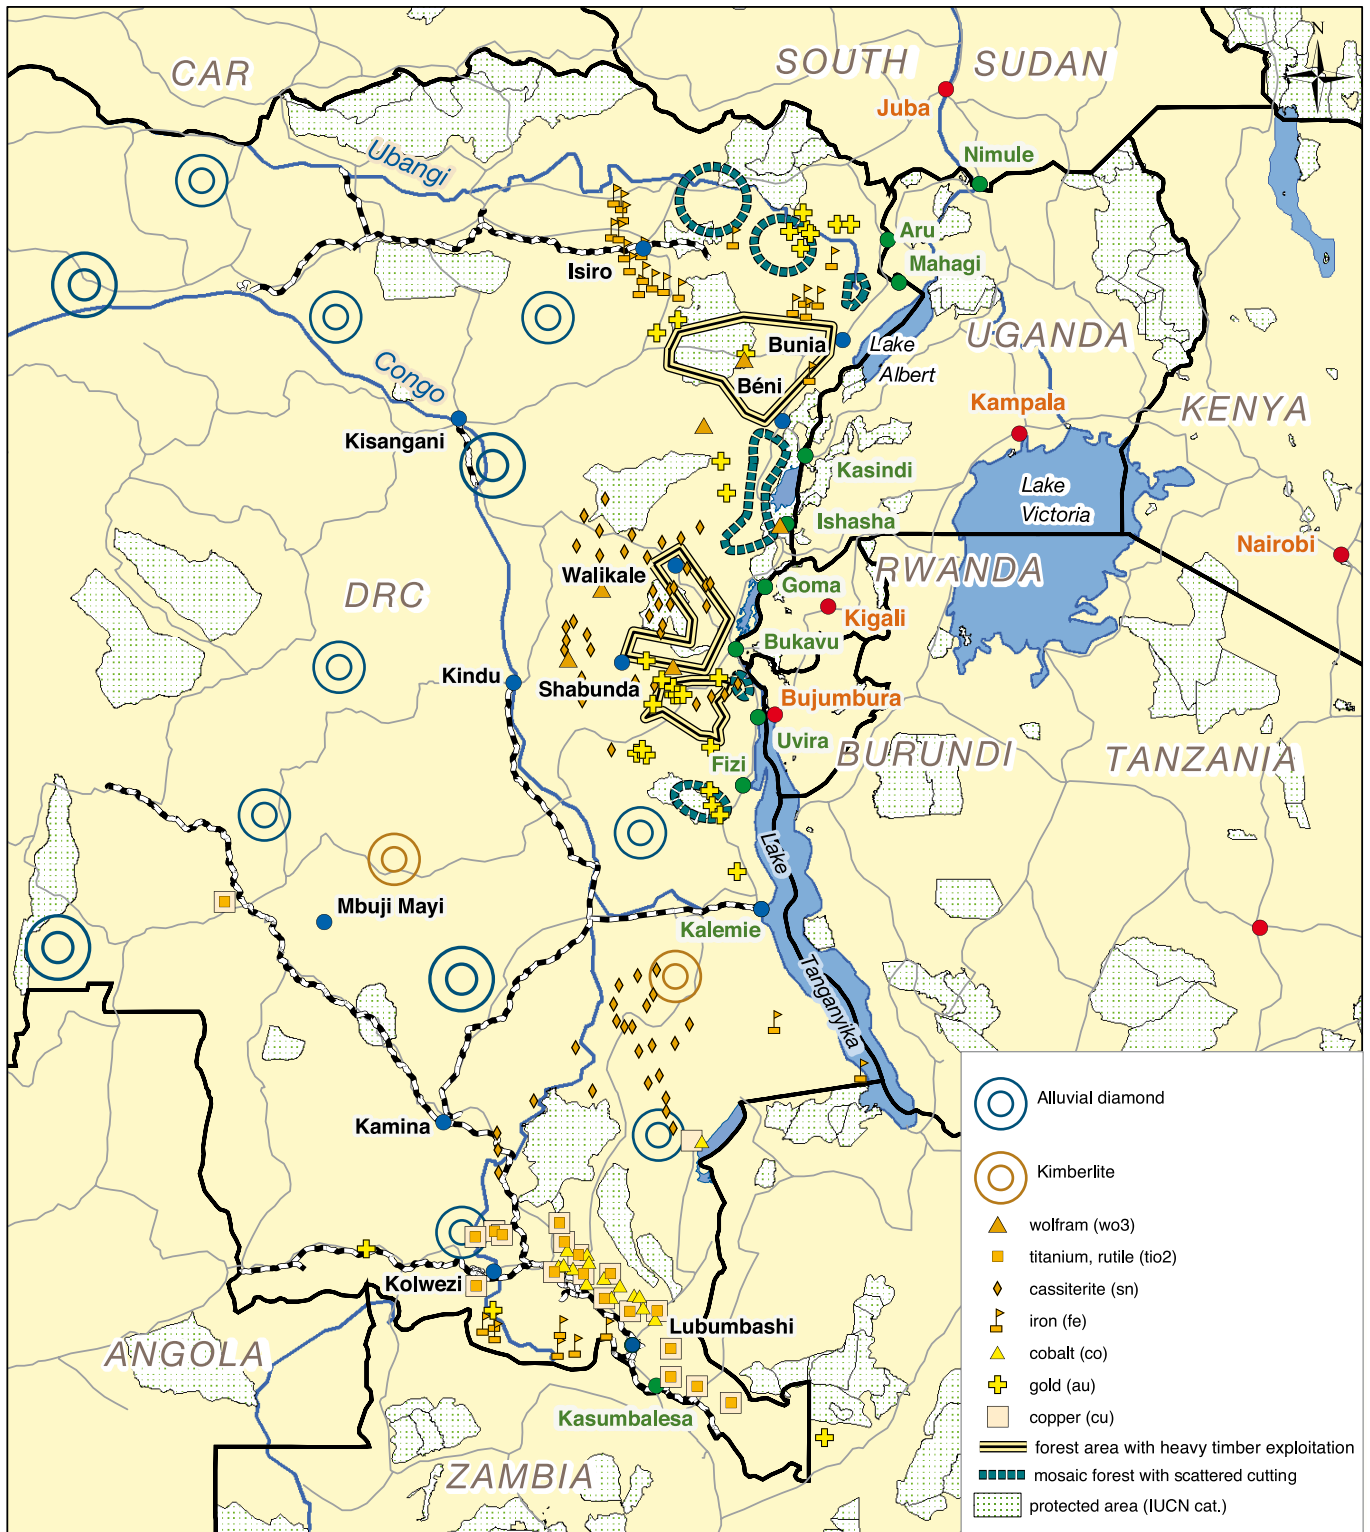 N
CAR
SOUTH SUDAN
Juba
Ubangi
Nimule
Aru
Isiro
Mahagi
UGANDA
Bunia
Lake
Albert
Congo
Béni
Kampala
KENYA
Kisangani
Kasindi
Lake
Victoria
Ishasha
Nairobi
Walikale
RWANDA
DRC
Goma
Kigali
Bukavu
Kindu
Shabunda
Bujumbura
Uvira
BURUNDI
TANZANIA
Fizi
Lake
Tanganyika
Mbuji Mayi
Kalemie
Kamina
Kolwezi
Lubumbashi
ANGOLA
Kasumbalesa
ZAMBIA
Alluvial diamond
Kimberlite
wolfram (wo3)
titanium, rutile (tio2)
cassiterite (sn)
iron (fe)
cobalt (co)
gold (au)
copper (cu)
forest area with heavy timber exploitation
mosaic forest with scattered cutting
protected area (IUCN cat.)